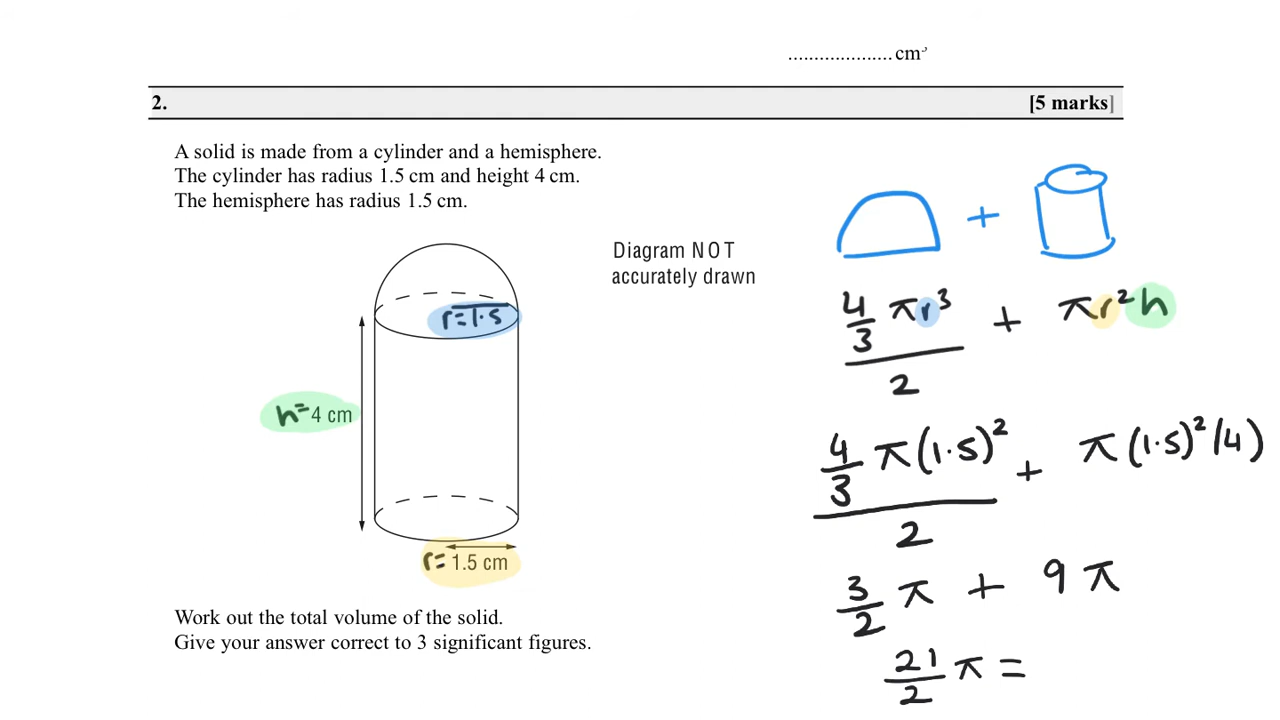 .................... cm³
2. [5 marks]
A solid is made from a cylinder and a hemisphere.
The cylinder has radius 1.5 cm and height 4 cm.
The hemisphere has radius 1.5 cm.
Diagram NOT
accurately drawn
r=1.5
h=4 cm
r=1.5 cm
Work out the total volume of the solid.
Give your answer correct to 3 significant figures.
+
4/3 πr³ / 2 + πr²h
4/3 π(1.5)² / 2 + π(1.5)²(4)
3/2 π + 9π
21/2 π =